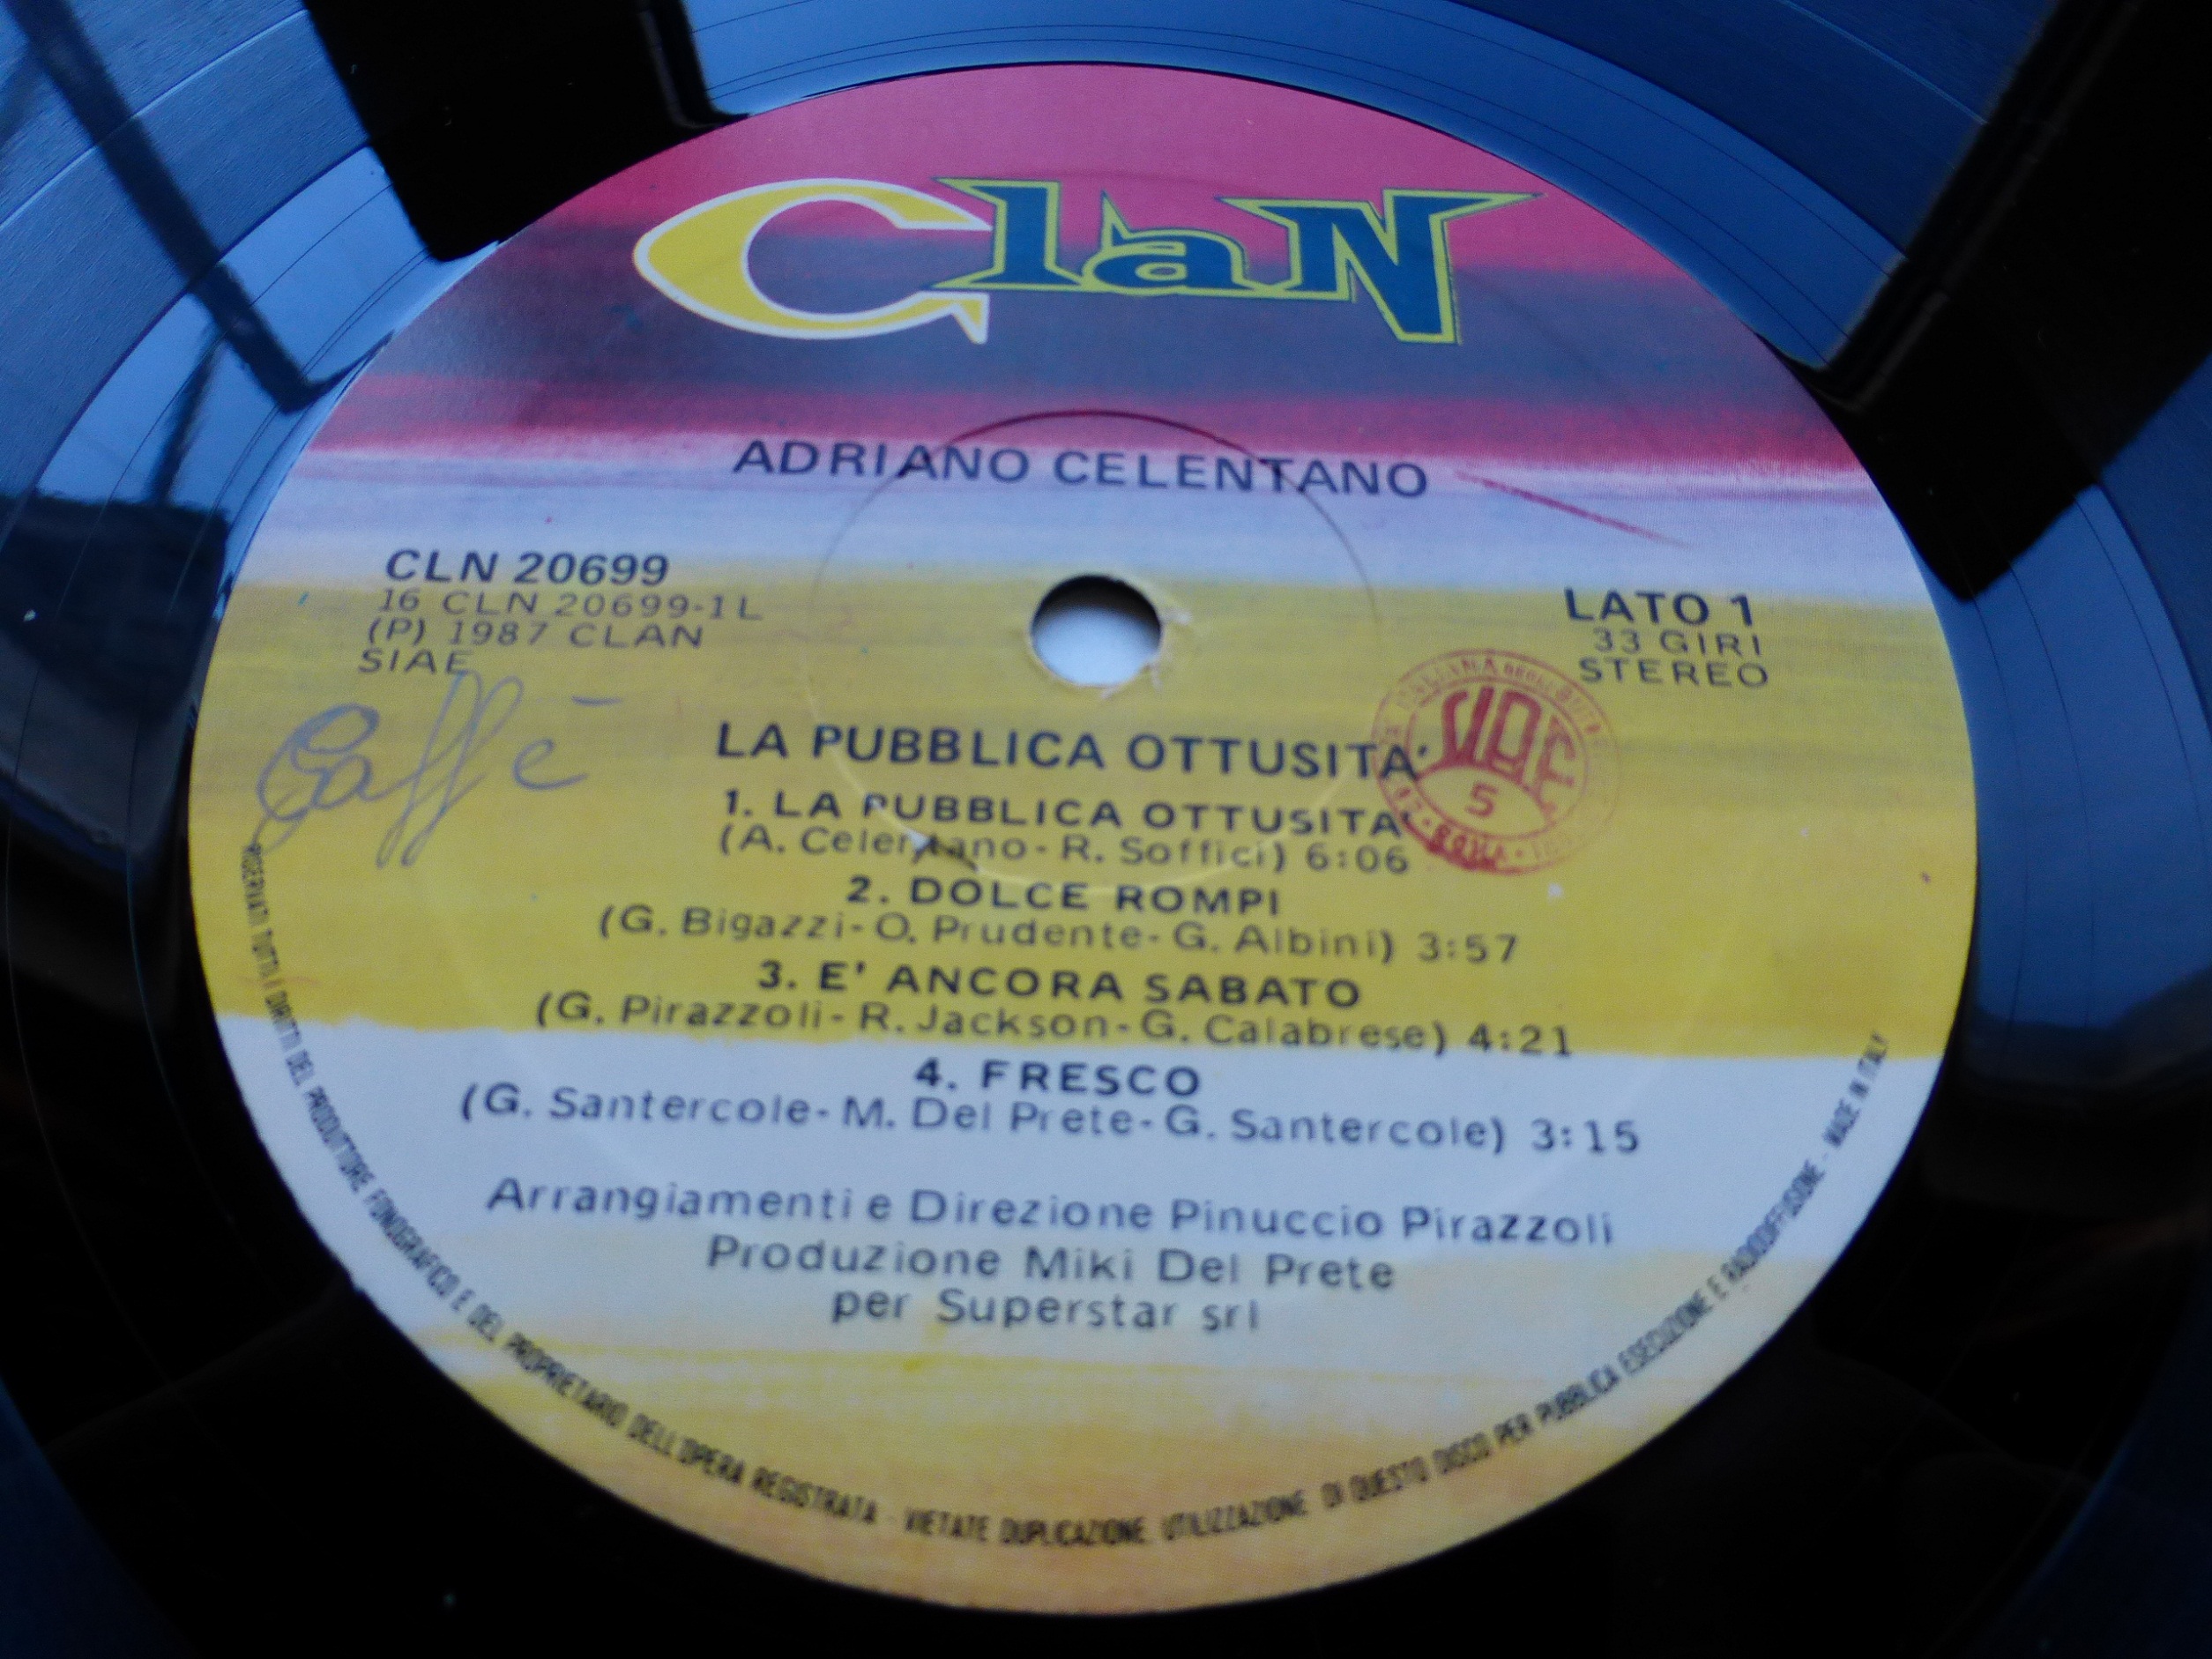 Clan
ADRIANO CELENTANO
CLN 20699
16 CLN 20699-1L
(P) 1987 CLAN
SIAE
LATO 1
33 GIRI
STEREO
Caffè
SIAE
5
ROMA
LA PUBBLICA OTTUSITA'
1. LA PUBBLICA OTTUSITA'
(A. Celentano-R. Soffici) 6:06
2. DOLCE ROMPI
(G. Bigazzi-O. Prudente-G. Albini) 3:57
3. E' ANCORA SABATO
(G. Pirazzoli-R. Jackson-G. Calabrese) 4:21
4. FRESCO
(G. Santercole-M. Del Prete-G. Santercole) 3:15
Arrangiamenti e Direzione Pinuccio Pirazzoli
Produzione Miki Del Prete
per Superstar srl
RISERVATI TUTTI I DIRITTI DEL PRODUTTORE FONOGRAFICO E DEL PROPRIETARIO DELL'OPERA REGISTRATA - VIETATE DUPLICAZIONE. UTILIZZAZIONE DI QUESTO DISCO PER PUBBLICA ESECUZIONE E RADIODIFFUSIONE - MADE IN ITALY